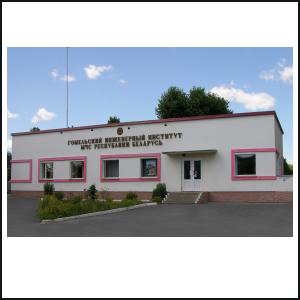 ГОМЕЛЬСКИЙ ИНЖЕНЕРНЫЙ ИНСТИТУТ
МЧС РЕСПУБЛИКИ БЕЛАРУСЬ